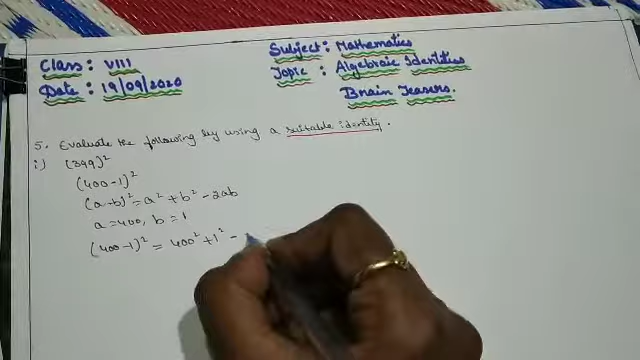 Class: VIII
Subject: Mathematics
Date: 19/09/2020
Topic: Algebraic Identities
Brain Teasers.
5. Evaluate the following by using a suitable identity.
i) (399)²
(400-1)²
(a-b)² = a² + b² - 2ab
a = 400, b = 1
(400-1)² = 400² + 1² -